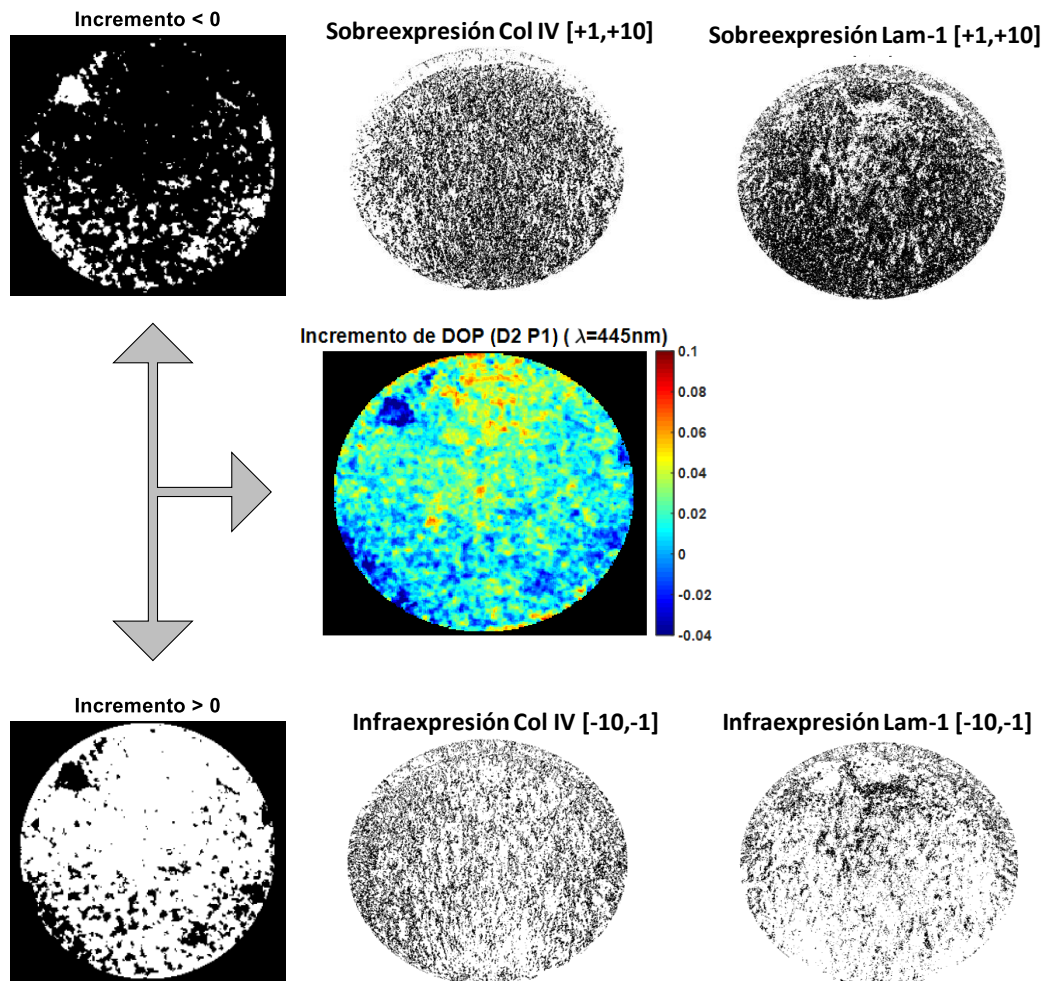 Incremento < 0
Sobreexpresión Col IV [+1,+10]
Sobreexpresión Lam-1 [+1,+10]
Incremento de DOP (D2 P1) ( λ=445nm)
0.1
0.08
0.06
0.04
0.02
0
-0.02
-0.04
Incremento > 0
Infraexpresión Col IV [-10,-1]
Infraexpresión Lam-1 [-10,-1]